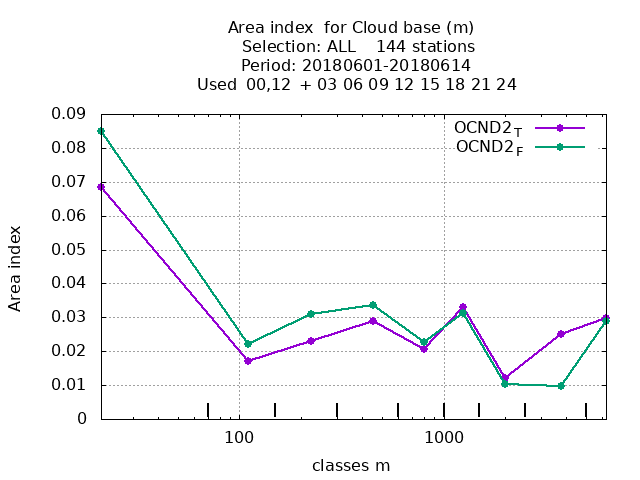 Area index  for Cloud base (m)
Selection: ALL    144 stations
Period: 20180601-20180614
Used  00,12  + 03 06 09 12 15 18 21 24
OCND2T
OCND2F
0.09
0.08
0.07
0.06
0.05
0.04
0.03
0.02
0.01
0
Area index
100
1000
classes m